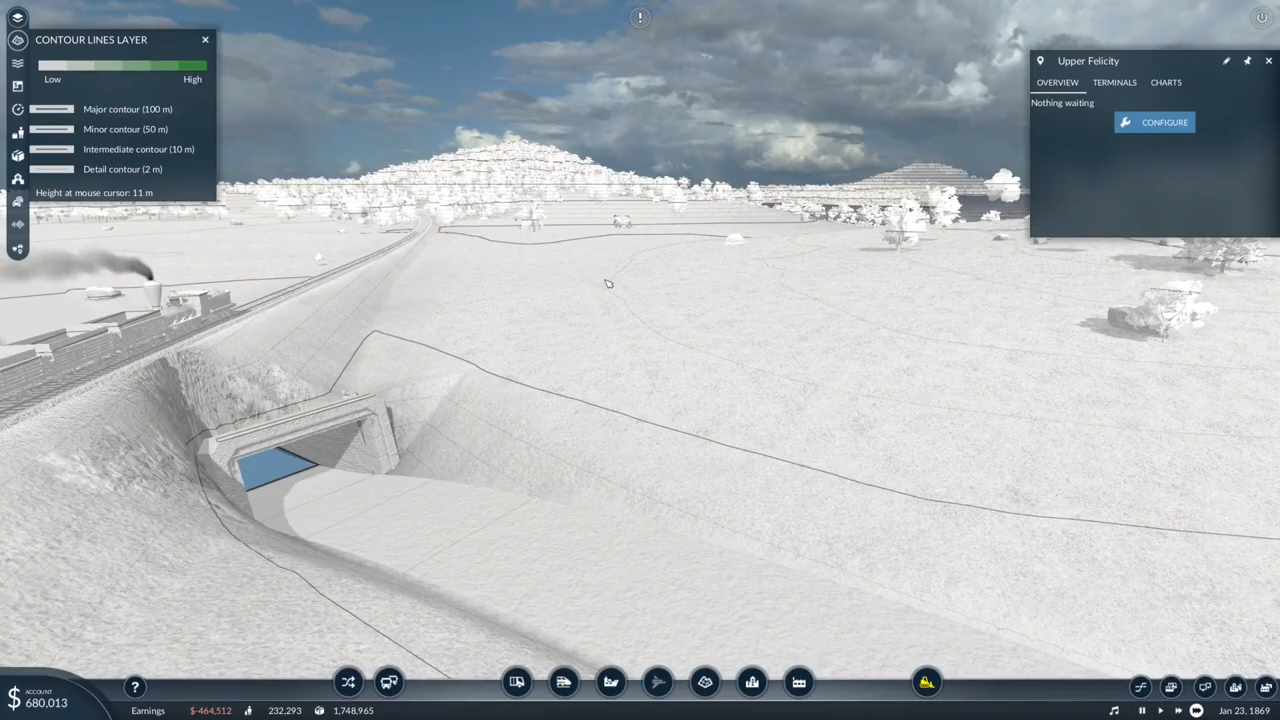 CONTOUR LINES LAYER
Low High
Major contour (100 m)
Minor contour (50 m)
Intermediate contour (10 m)
Detail contour (2 m)
Height at mouse cursor: 11 m
Upper Felicity
OVERVIEW TERMINALS CHARTS
Nothing waiting
CONFIGURE
$ ACCOUNT
680,013
?
Earnings $-464,512 232,293 1,748,965
Jan 23, 1869